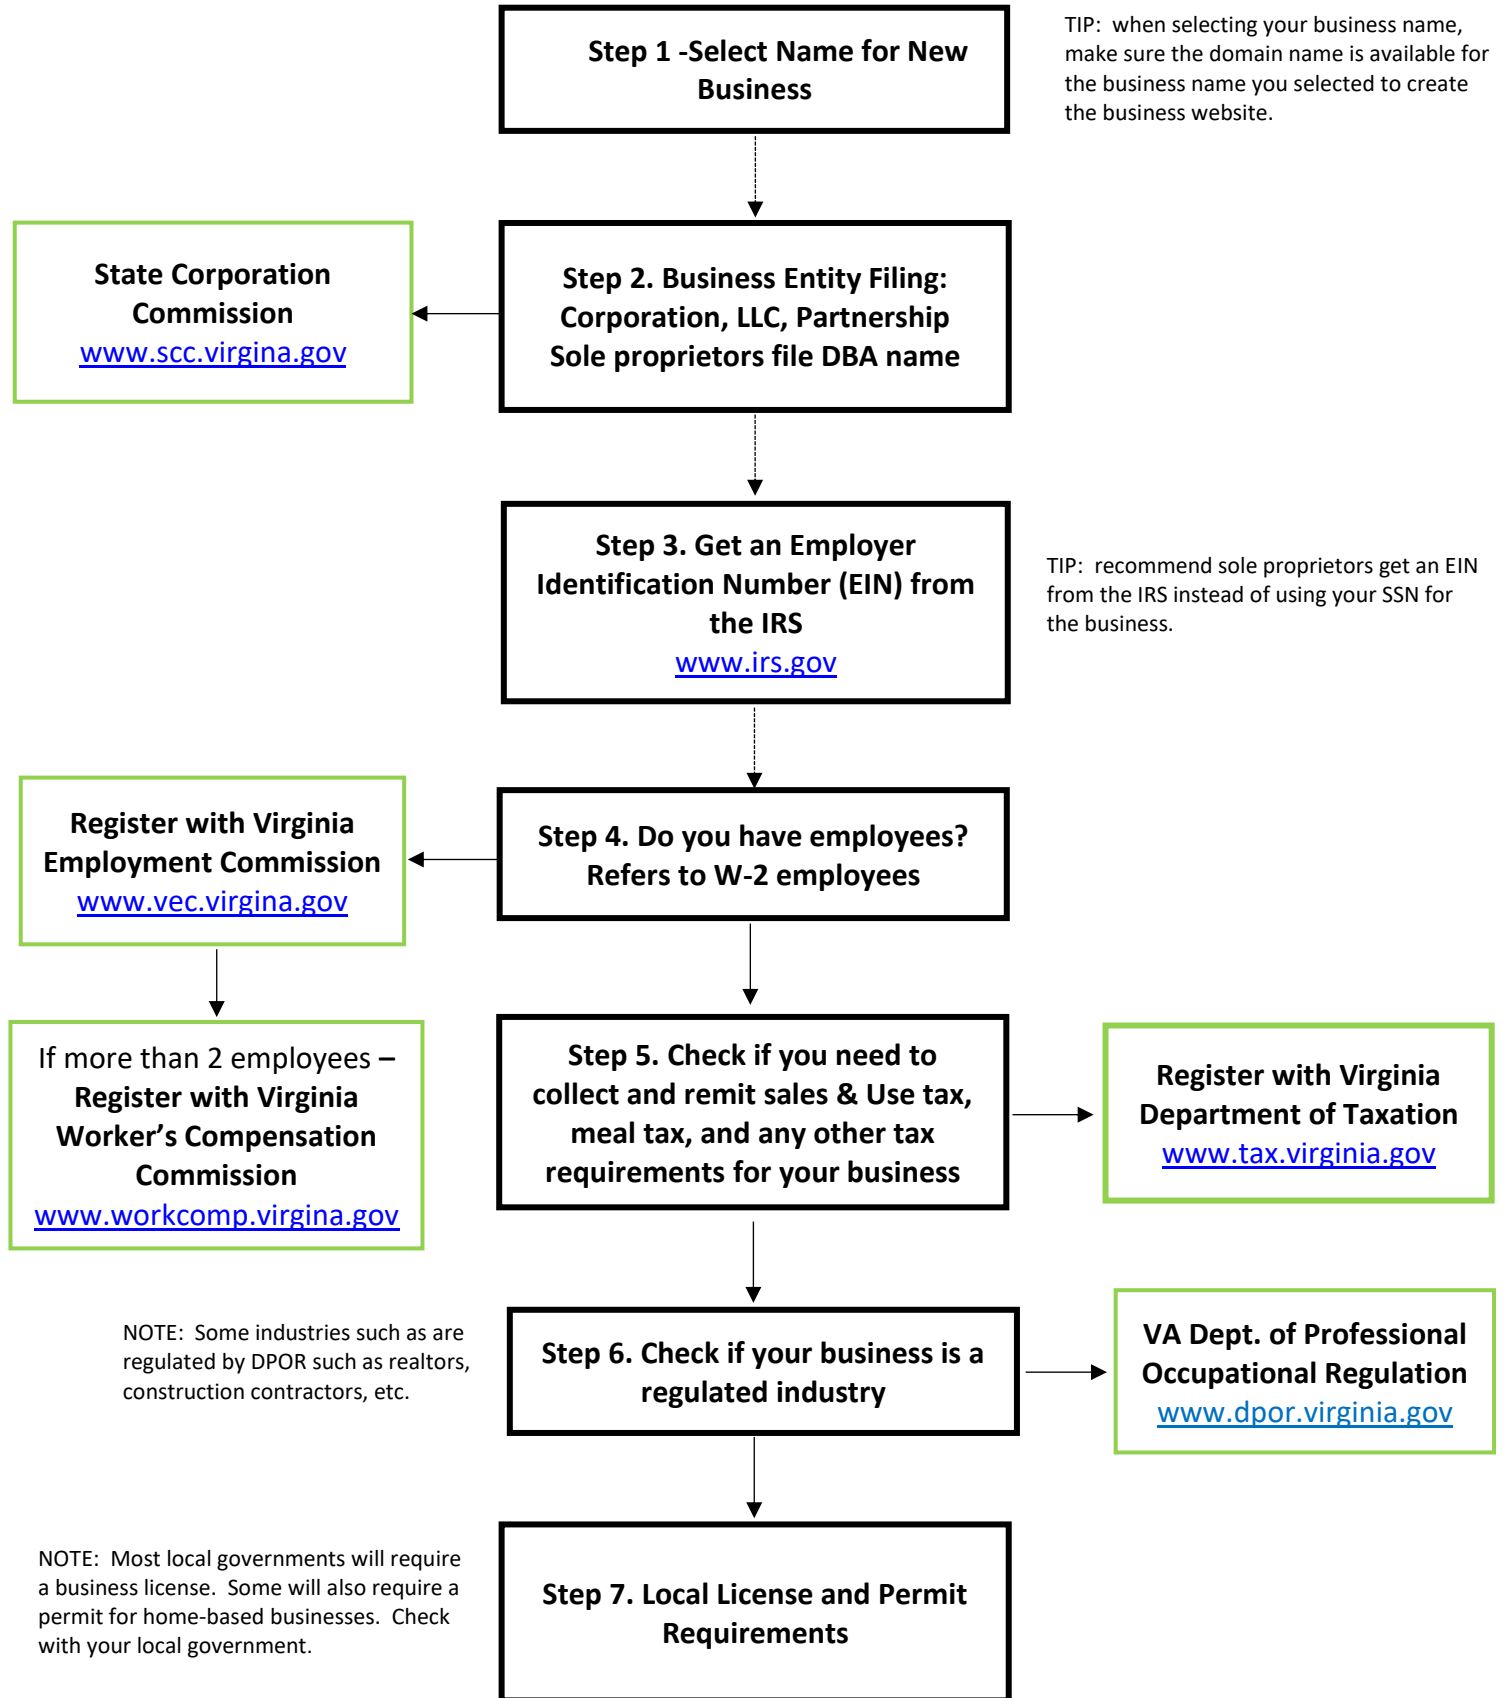 Step 1 -Select Name for New
Business
TIP: when selecting your business name,
make sure the domain name is available for
the business name you selected to create
the business website.
State Corporation
Commission
www.scc.virgina.gov
Step 2. Business Entity Filing:
Corporation, LLC, Partnership
Sole proprietors file DBA name
Step 3. Get an Employer
Identification Number (EIN) from
the IRS
www.irs.gov
TIP: recommend sole proprietors get an EIN
from the IRS instead of using your SSN for
the business.
Step 4. Do you have employees?
Refers to W-2 employees
Register with Virginia
Employment Commission
www.vec.virgina.gov
If more than 2 employees –
Register with Virginia
Worker’s Compensation
Commission
www.workcomp.virgina.gov
Step 5. Check if you need to
collect and remit sales & Use tax,
meal tax, and any other tax
requirements for your business
Register with Virginia
Department of Taxation
www.tax.virginia.gov
NOTE: Some industries such as are
regulated by DPOR such as realtors,
construction contractors, etc.
Step 6. Check if your business is a
regulated industry
VA Dept. of Professional
Occupational Regulation
www.dpor.virginia.gov
NOTE: Most local governments will require
a business license. Some will also require a
permit for home-based businesses. Check
with your local government.
Step 7. Local License and Permit
Requirements